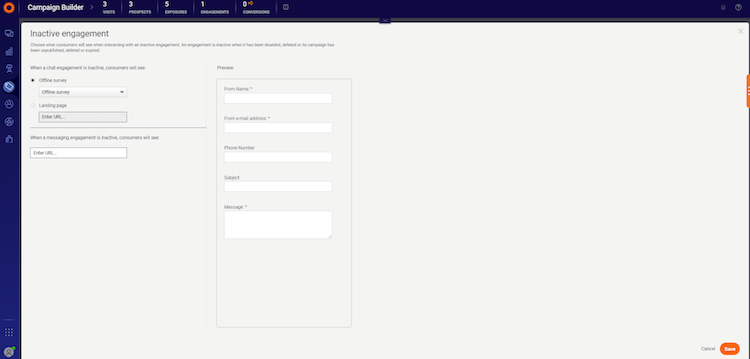 Campaign Builder
3
VISITS
3
PROSPECTS
5
EXPOSURES
1
ENGAGEMENTS
0
CONVERSIONS
Inactive engagement
Choose what consumers will see when interacting with an inactive engagement. An engagement is inactive when it has been disabled, deleted or its campaign has
been unpublished, deleted or expired.
When a chat engagement is inactive, consumers will see:
Offline survey
Offline survey
Landing page
Enter URL...
When a messaging engagement is inactive, consumers will see:
Enter URL...
Preview:
From Name: *
From e-mail address: *
Phone Number
Subject
Message: *
Cancel
Save